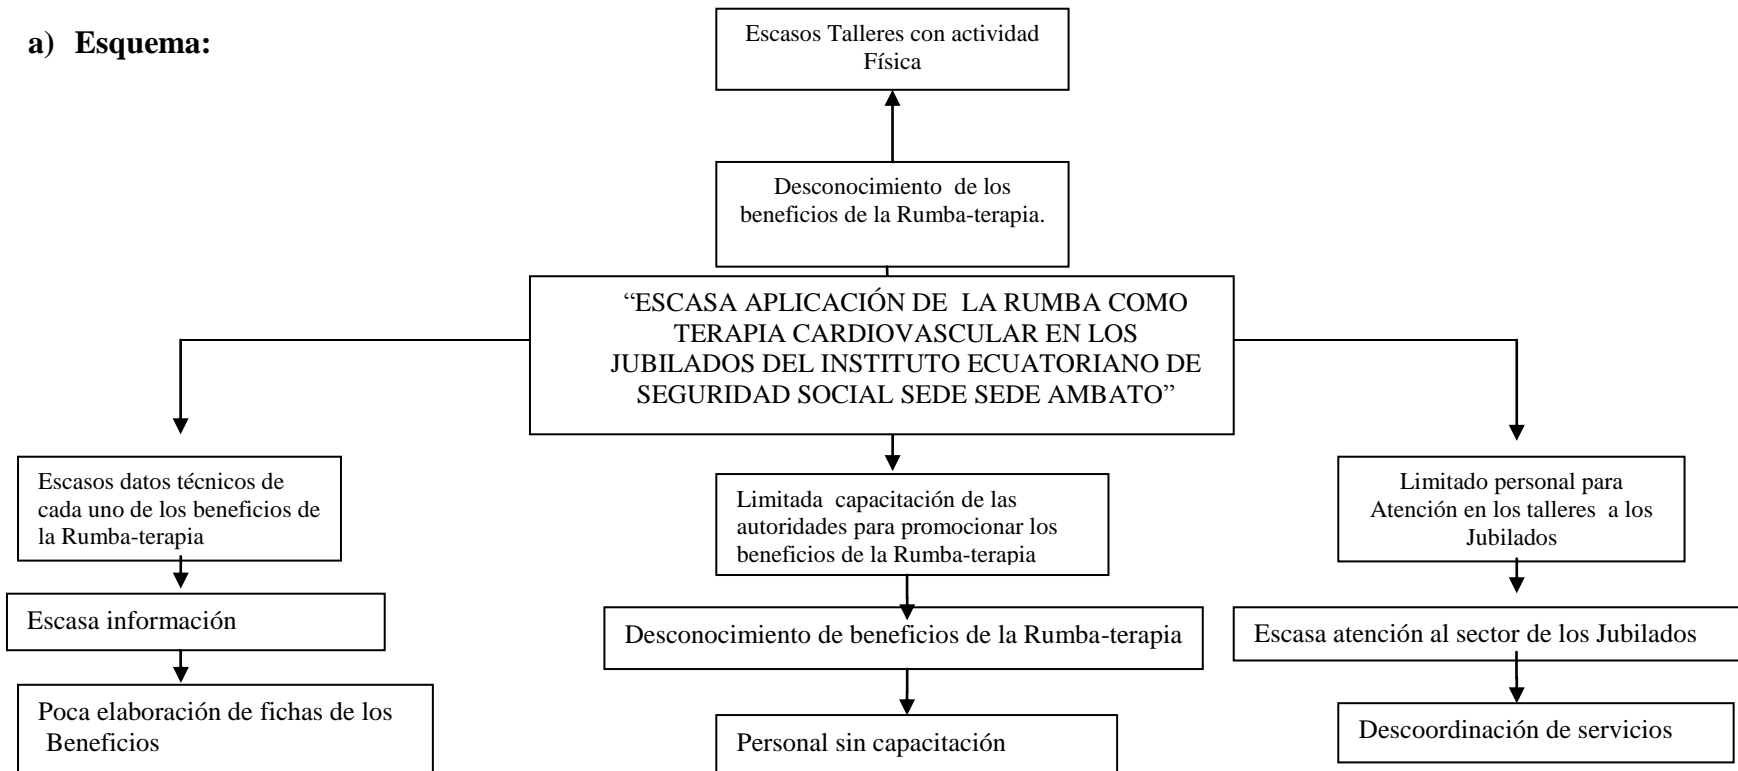 a) Esquema:
Escasos Talleres con actividad
Física
Desconocimiento de los
beneficios de la Rumba-terapia.
“ESCASA APLICACIÓN DE LA RUMBA COMO
TERAPIA CARDIOVASCULAR EN LOS
JUBILADOS DEL INSTITUTO ECUATORIANO DE
SEGURIDAD SOCIAL SEDE SEDE AMBATO”
Escasos datos técnicos de
cada uno de los beneficios de
la Rumba-terapia
Escasa información
Poca elaboración de fichas de los
Beneficios
Limitada capacitación de las
autoridades para promocionar los
beneficios de la Rumba-terapia
Desconocimiento de beneficios de la Rumba-terapia
Personal sin capacitación
Limitado personal para
Atención en los talleres a los
Jubilados
Escasa atención al sector de los Jubilados
Descoordinación de servicios